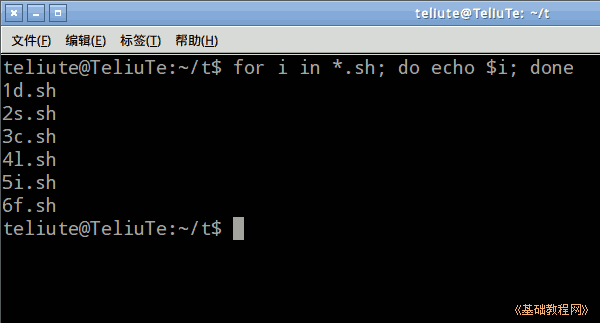 teliute@TeliuTe: ~/t
文件(F) 编辑(E) 标签(T) 帮助(H)
teliute@TeliuTe:~/t$ for i in *.sh; do echo $i; done
1d.sh
2s.sh
3c.sh
4l.sh
5i.sh
6f.sh
teliute@TeliuTe:~/t$
《基础教程网》